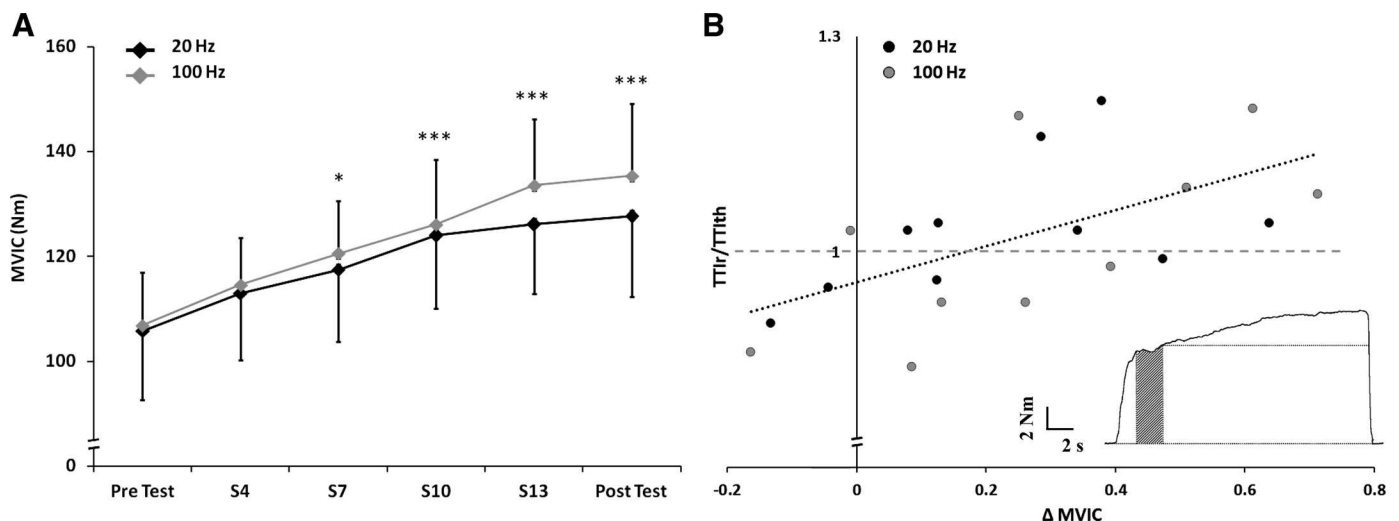 A
MVIC (Nm)
160
140
120
100
0
20 Hz
100 Hz
*
***
***
***
Pre Test S4 S7 S10 S13 Post Test
B
TTIr/TTIth
1.3
1
20 Hz
100 Hz
2 Nm
2 s
-0.2 0 0.2 0.4 0.6 0.8
Δ MVIC